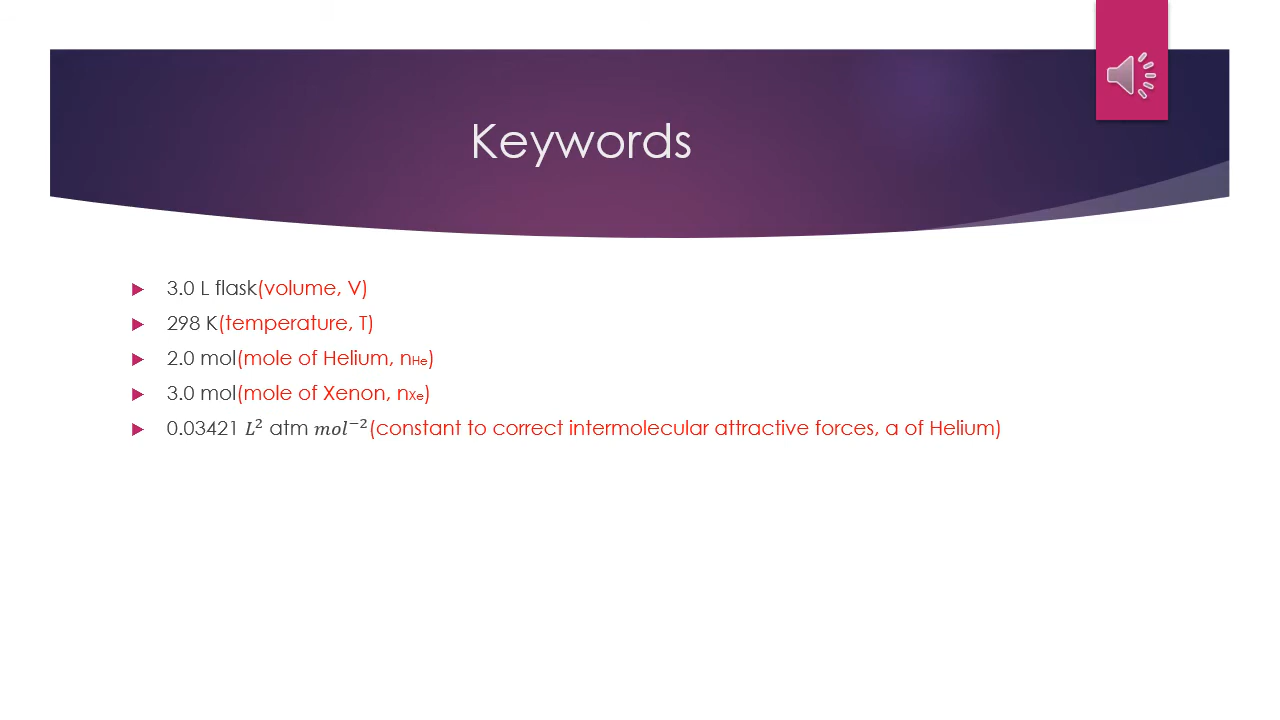 Keywords
3.0 L flask(volume, V)
298 K(temperature, T)
2.0 mol(mole of Helium, nHe)
3.0 mol(mole of Xenon, nXe)
0.03421 𝐿² atm 𝑚𝑜𝑙⁻²(constant to correct intermolecular attractive forces, a of Helium)